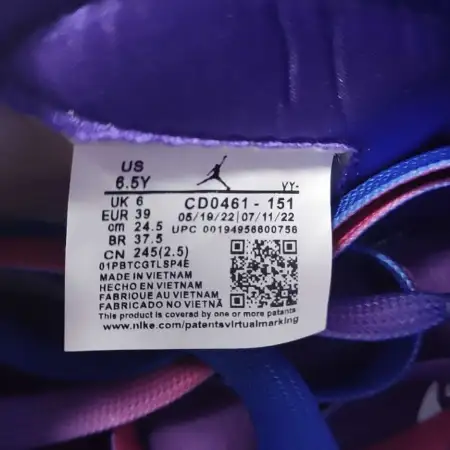 US
6.5Y YY-
UK 6
EUR 39
cm 24.5
BR 37.5
CN 245(2.5)
CD0461 - 151
05/19/22 07/11/22
UPC 00194956600756
01PBTCGTLSP4E
MADE IN VIETNAM
HECHO EN VIETNAM
FABRIQUE AU VIETNAM
FABRICADO NO VIETNÃ
This product is covered by one or more patents. See
www.nike.com/patentsvirtualmarking